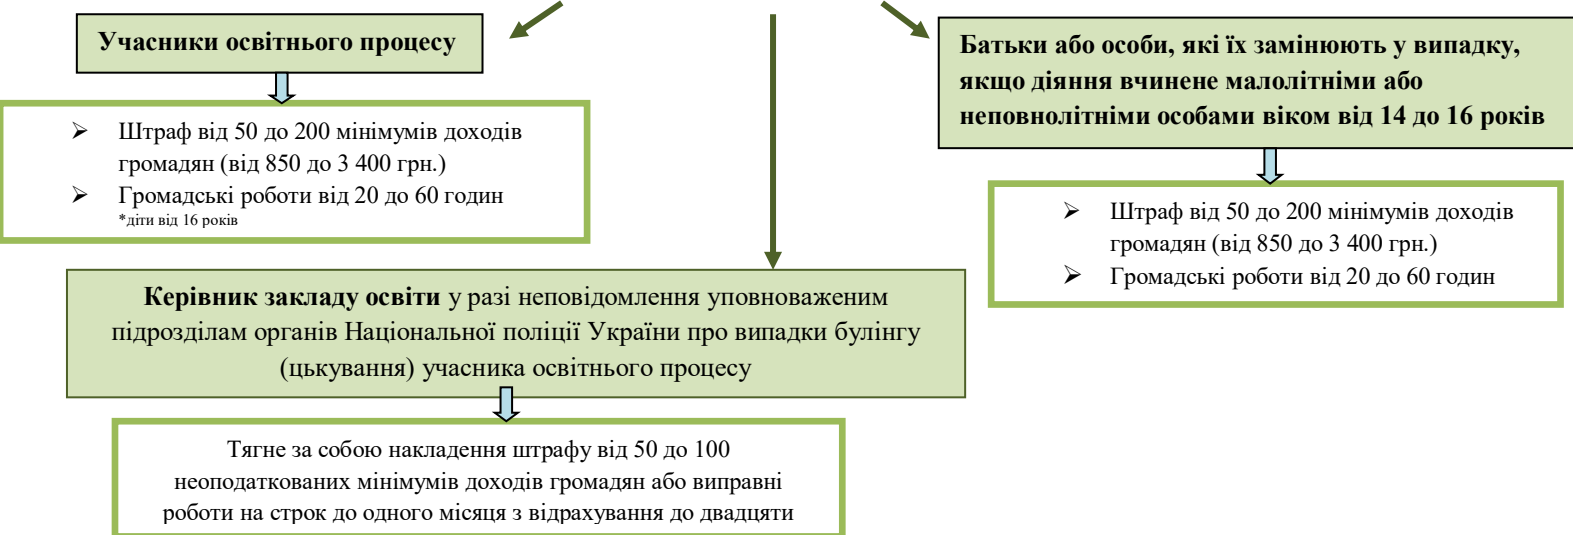 Учасники освітнього процесу
➢ Штраф від 50 до 200 мінімумів доходів
громадян (від 850 до 3 400 грн.)
➢ Громадські роботи від 20 до 60 годин
*діти від 16 років
Батьки або особи, які їх замінюють у випадку,
якщо діяння вчинене малолітніми або
неповнолітніми особами віком від 14 до 16 років
➢ Штраф від 50 до 200 мінімумів доходів
громадян (від 850 до 3 400 грн.)
➢ Громадські роботи від 20 до 60 годин
Керівник закладу освіти у разі неповідомлення уповноваженим
підрозділам органів Національної поліції України про випадки булінгу
(цькування) учасника освітнього процесу
Тягне за собою накладення штрафу від 50 до 100
неоподаткованих мінімумів доходів громадян або виправні
роботи на строк до одного місяця з відрахування до двадцяти